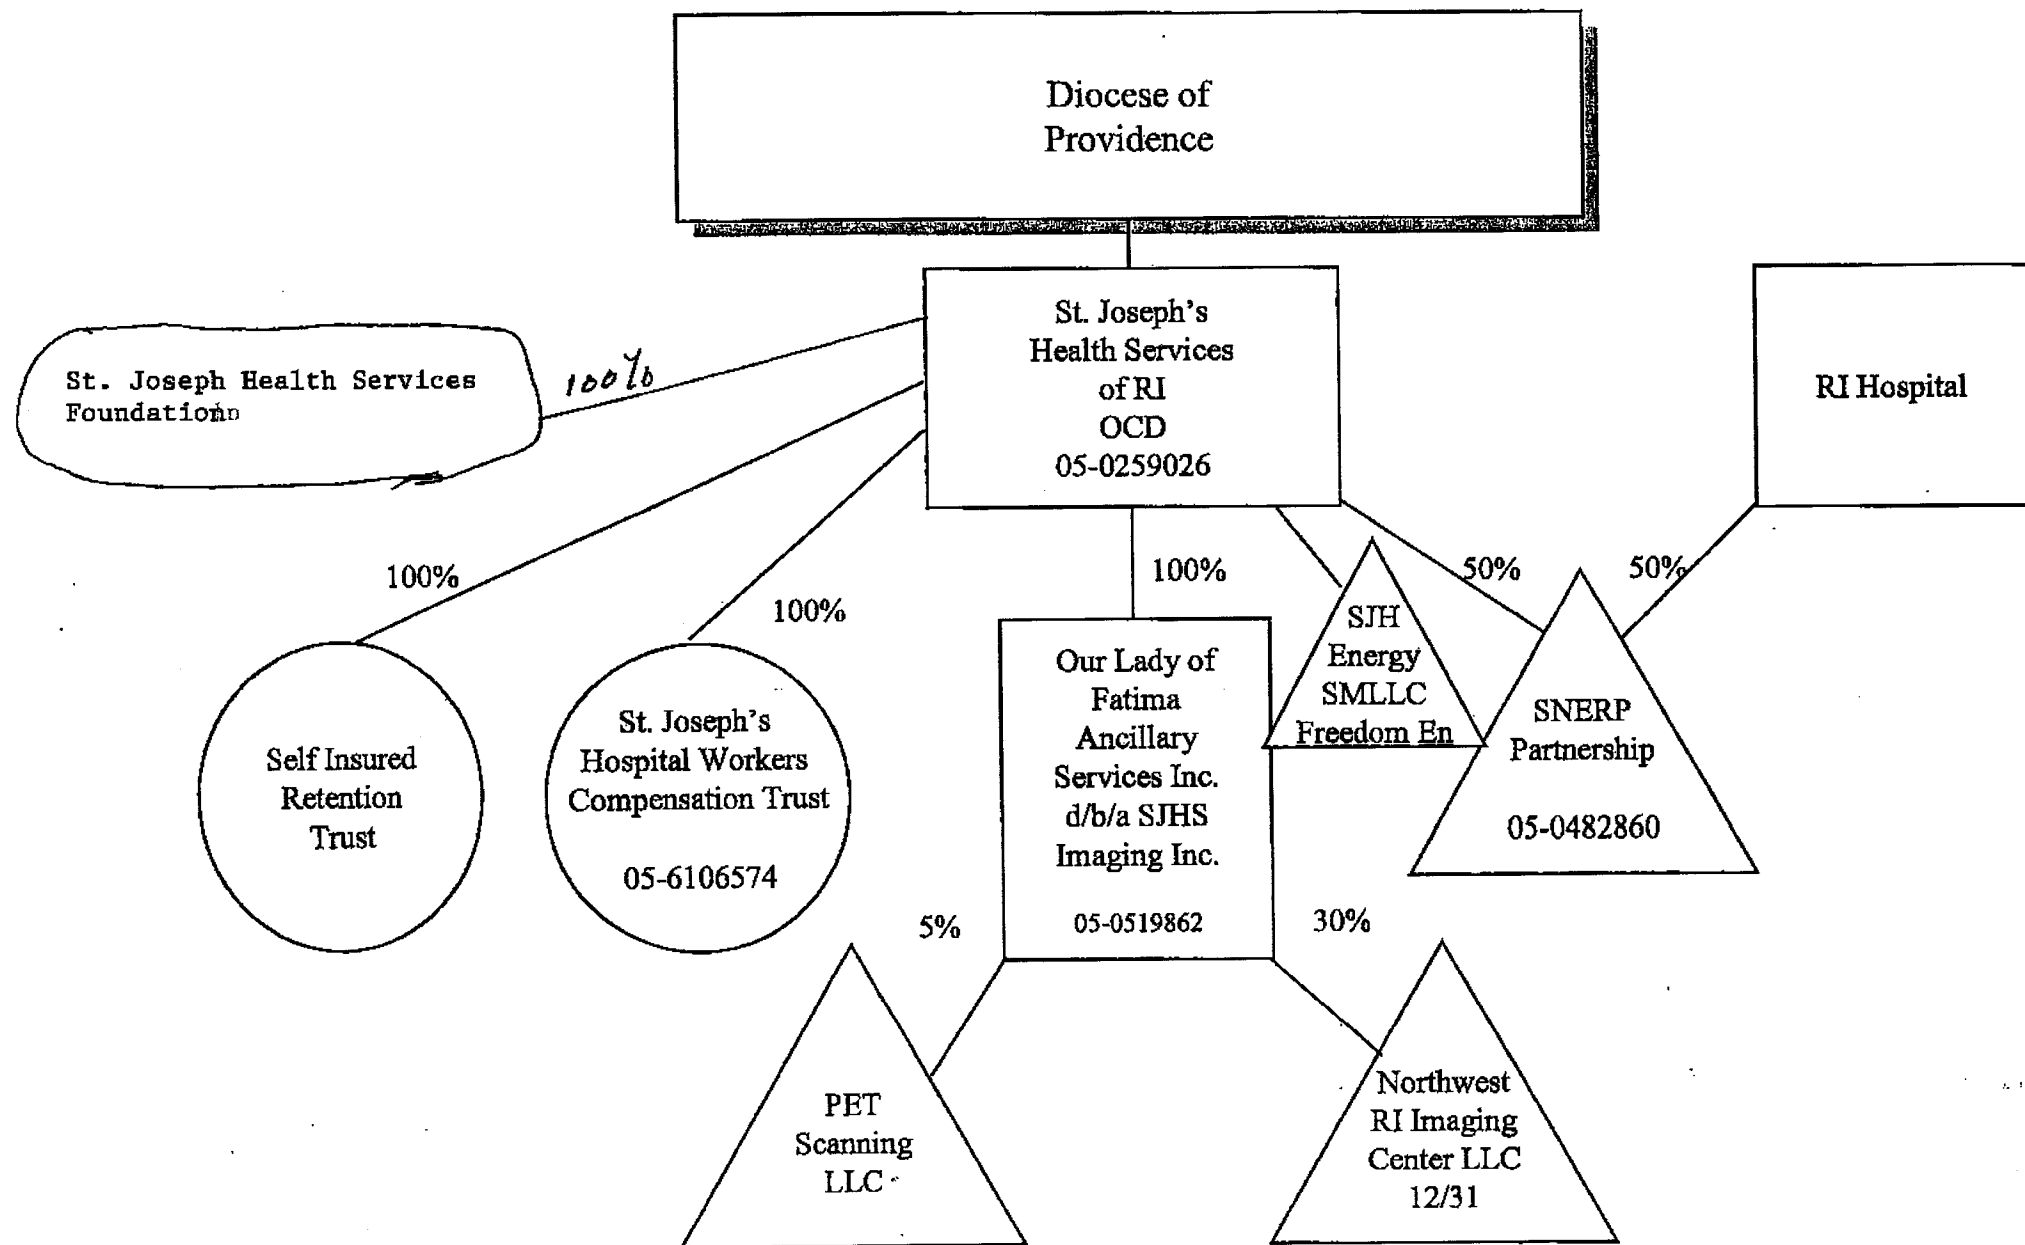 Diocese of
Providence
St. Joseph's
Health Services
of RI
OCD
05-0259026
RI Hospital
St. Joseph Health Services
Foundation
100%
100%
100%
100%
50%
50%
Self Insured
Retention
Trust
St. Joseph's
Hospital Workers
Compensation Trust
05-6106574
Our Lady of
Fatima
Ancillary
Services Inc.
d/b/a SJHS
Imaging Inc.
05-0519862
SJH
Energy
SMLLC
Freedom En
SNERP
Partnership
05-0482860
5%
30%
PET
Scanning
LLC
Northwest
RI Imaging
Center LLC
12/31